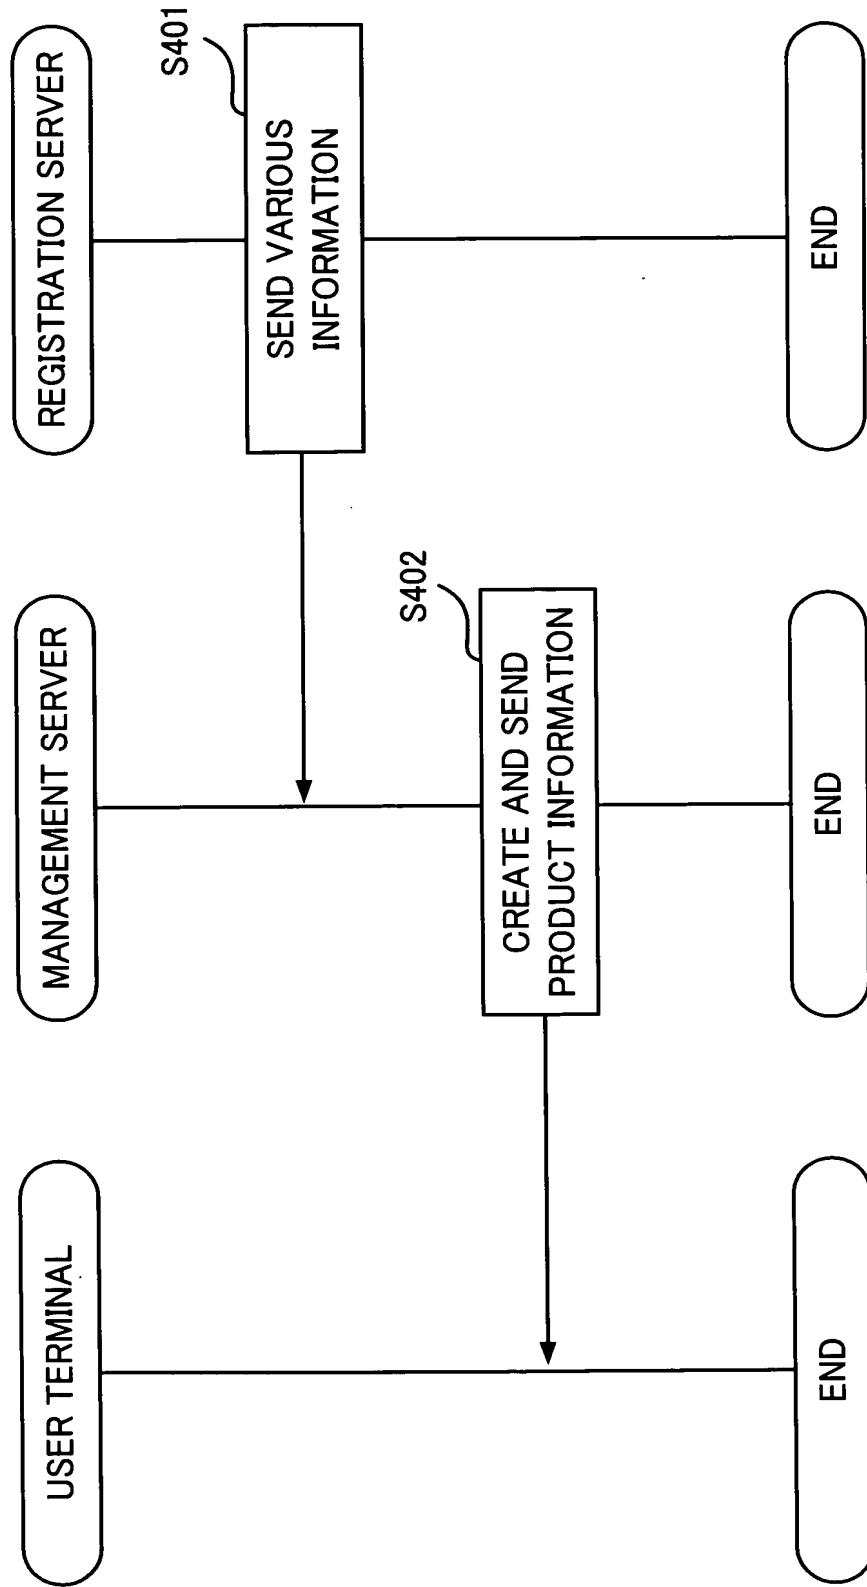 USER TERMINAL
MANAGEMENT SERVER
REGISTRATION SERVER
S401
SEND VARIOUS
INFORMATION
S402
CREATE AND SEND
PRODUCT INFORMATION
END
END
END